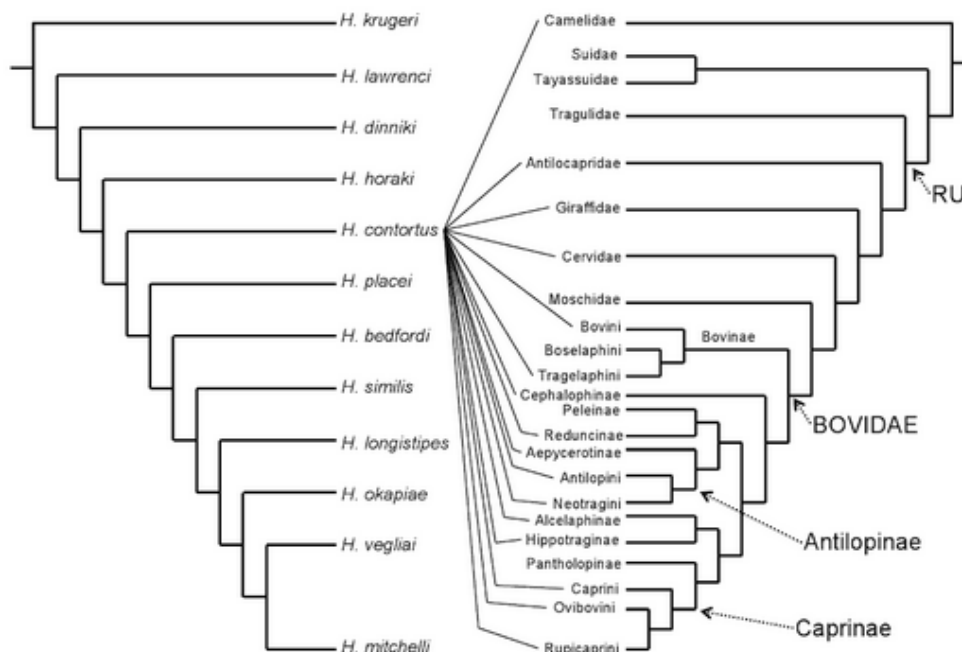 H. krugeri
H. lawrenci
H. dinniki
H. horaki
H. contortus
H. placei
H. bedfordi
H. similis
H. longistipes
H. okapiae
H. vegliai
H. mitchelli
Camelidae
Suidae
Tayassuidae
Tragulidae
Antilocapridae
Giraffidae
Cervidae
Moschidae
Bovini
Boselaphini
Tragelaphini
Cephalophinae
Peleinae
Reduncinae
Aepycerotinae
Antilopini
Neotragini
Alcelaphinae
Hippotraginae
Pantholopinae
Caprini
Ovibovini
Rupicaprini
Bovinae
RU
BOVIDAE
Antilopinae
Caprinae